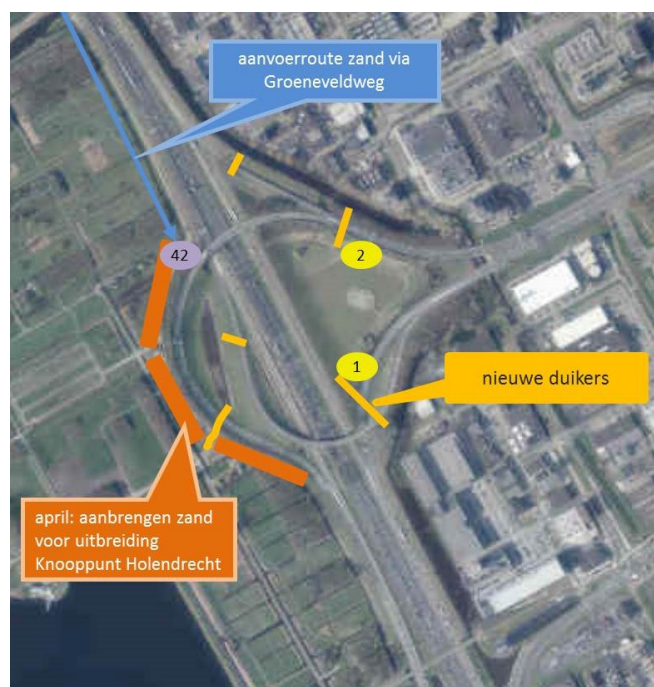 aanvoerroute zand via
Groeneveldweg
42
2
1
nieuwe duikers
april: aanbrengen zand
voor uitbreiding
Knooppunt Holendrecht